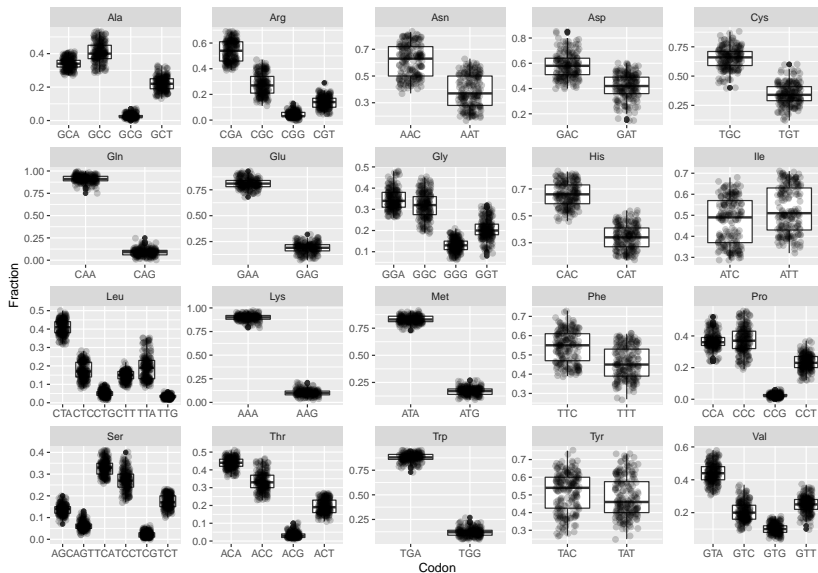 Ala Arg Asn Asp Cys
0.4 0.6 0.8 0.8 0.75
0.2 0.4 0.7 0.6 0.50
0.0 0.2 0.5 0.4 0.25
0.0 0.3 0.2
GCA GCC GCG GCT CGA CGC CGG CGT AAC AAT GAC GAT TGC TGT
Gln Glu Gly His Ile
1.00 0.75 0.5 0.7 0.7
0.75 0.50 0.4 0.5 0.6
0.50 0.25 0.3 0.3 0.5
0.25 0.2 0.4
0.00 0.1 0.3
CAA CAG GAA GAG GGA GGC GGG GGT CAC CAT ATC ATT
Fraction
Leu Lys Met Phe Pro
0.5 1.00 0.75 0.7 0.4
0.4 0.75 0.50 0.6 0.2
0.3 0.50 0.25 0.5 0.0
0.2 0.25 0.4
0.1 0.3
0.0
CTA CTC CTG CTT TTA TTG AAA AAG ATA ATG TTC TTT CCA CCC CCG CCT
Ser Thr Trp Tyr Val
0.4 0.5 0.75 0.7 0.6
0.3 0.4 0.50 0.6 0.4
0.2 0.3 0.25 0.5 0.2
0.1 0.2 0.4 0.0
0.0 0.1 0.3
0.0
AGC AGT TCA TCC TCG TCT ACA ACC ACG ACT TGA TGG TAC TAT GTA GTC GTG GTT
Codon